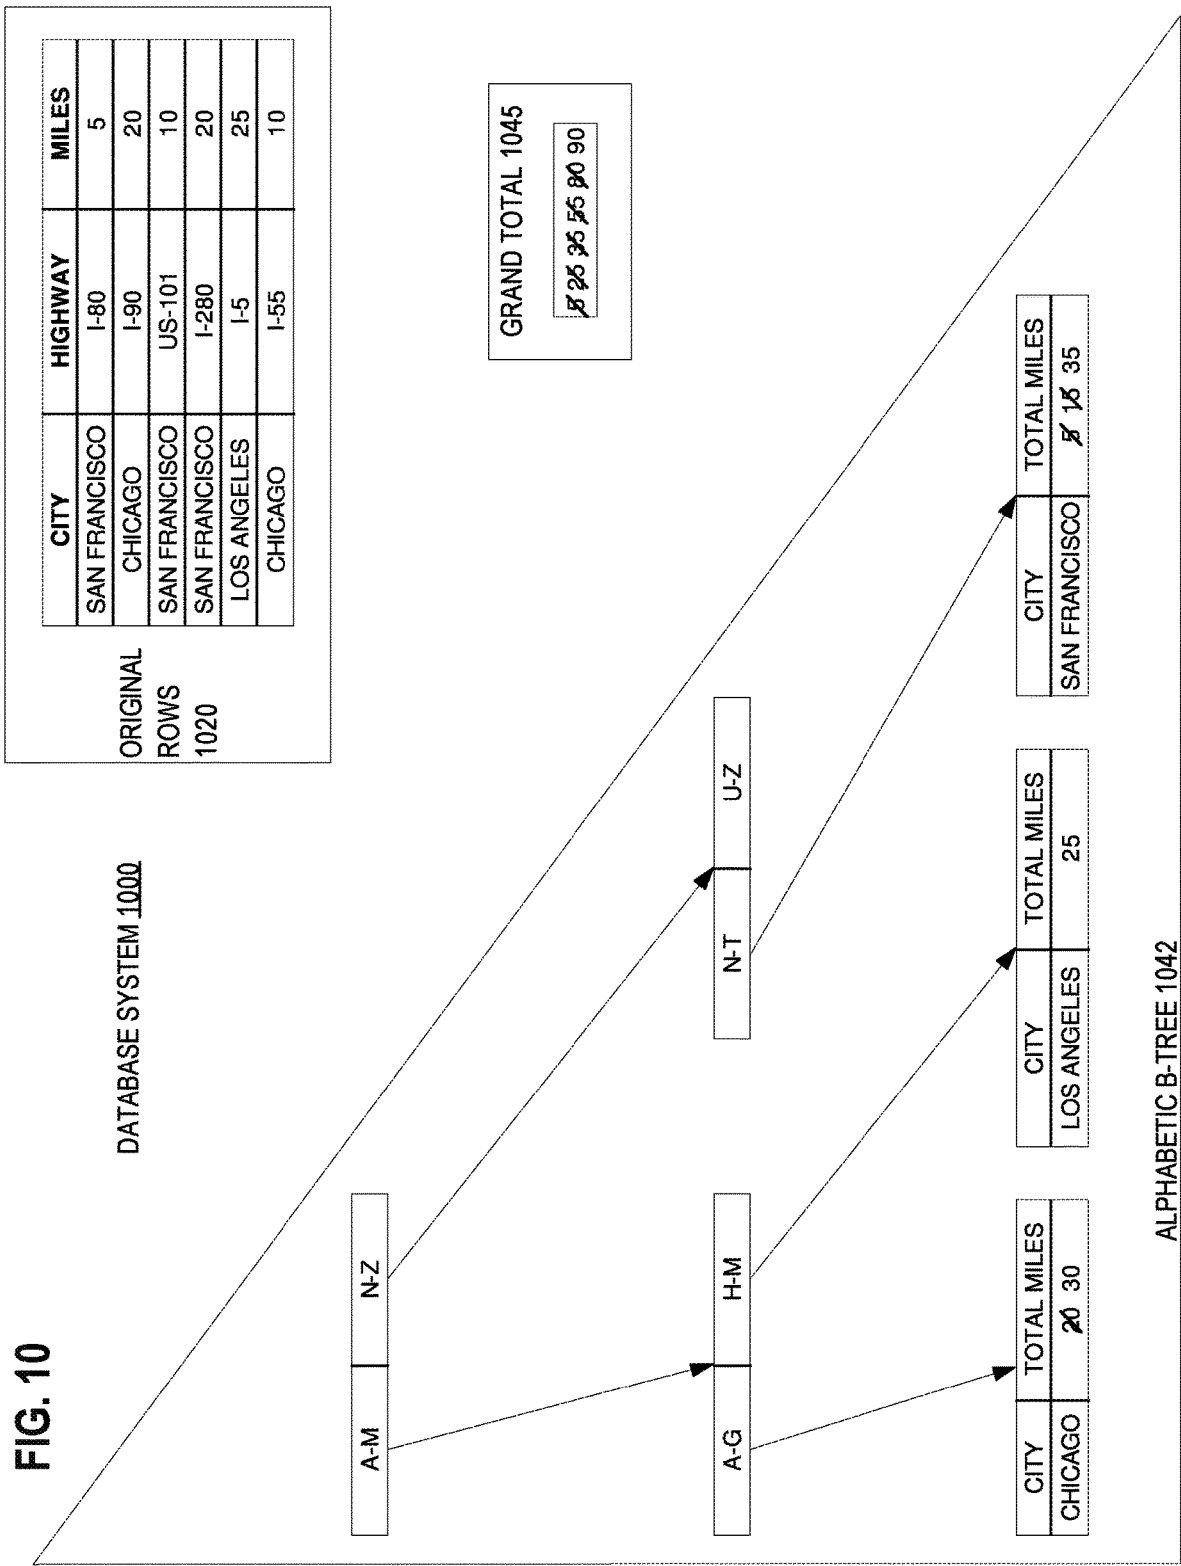 FIG. 10
DATABASE SYSTEM 1000
ORIGINAL
ROWS
1020
CITY HIGHWAY MILES
SAN FRANCISCO I-80 5
CHICAGO I-90 20
SAN FRANCISCO US-101 10
SAN FRANCISCO I-280 20
LOS ANGELES I-5 25
CHICAGO I-55 10
GRAND TOTAL 1045
5 25 35 55 80 90
A-M N-Z
A-G H-M
N-T U-Z
CITY TOTAL MILES
CHICAGO 20 30
CITY TOTAL MILES
LOS ANGELES 25
CITY TOTAL MILES
SAN FRANCISCO 5 15 35
ALPHABETIC B-TREE 1042